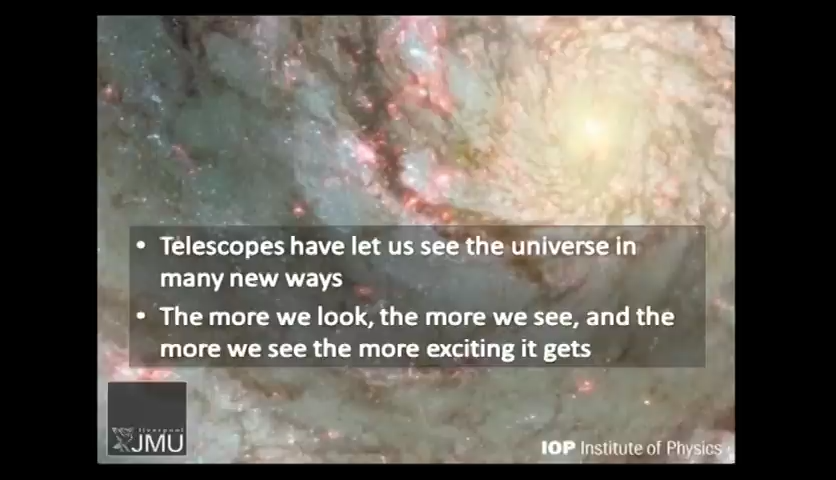 • Telescopes have let us see the universe in
many new ways
• The more we look, the more we see, and the
more we see the more exciting it gets
liverpool
JMU
IOP Institute of Physics